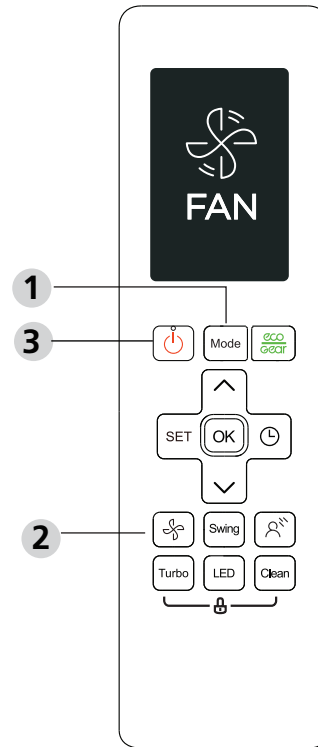 FAN
1
3
Mode
eco
Gear
SET
OK
2
Swing
Turbo
LED
Clean